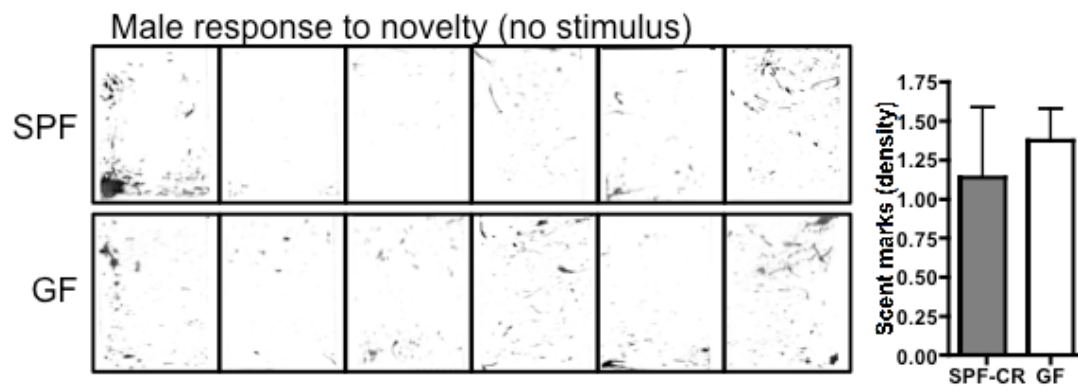 Male response to novelty (no stimulus)
SPF
GF
Scent marks (density)
1.75
1.50
1.25
1.00
0.75
0.50
0.25
0.00
SPF-CR GF